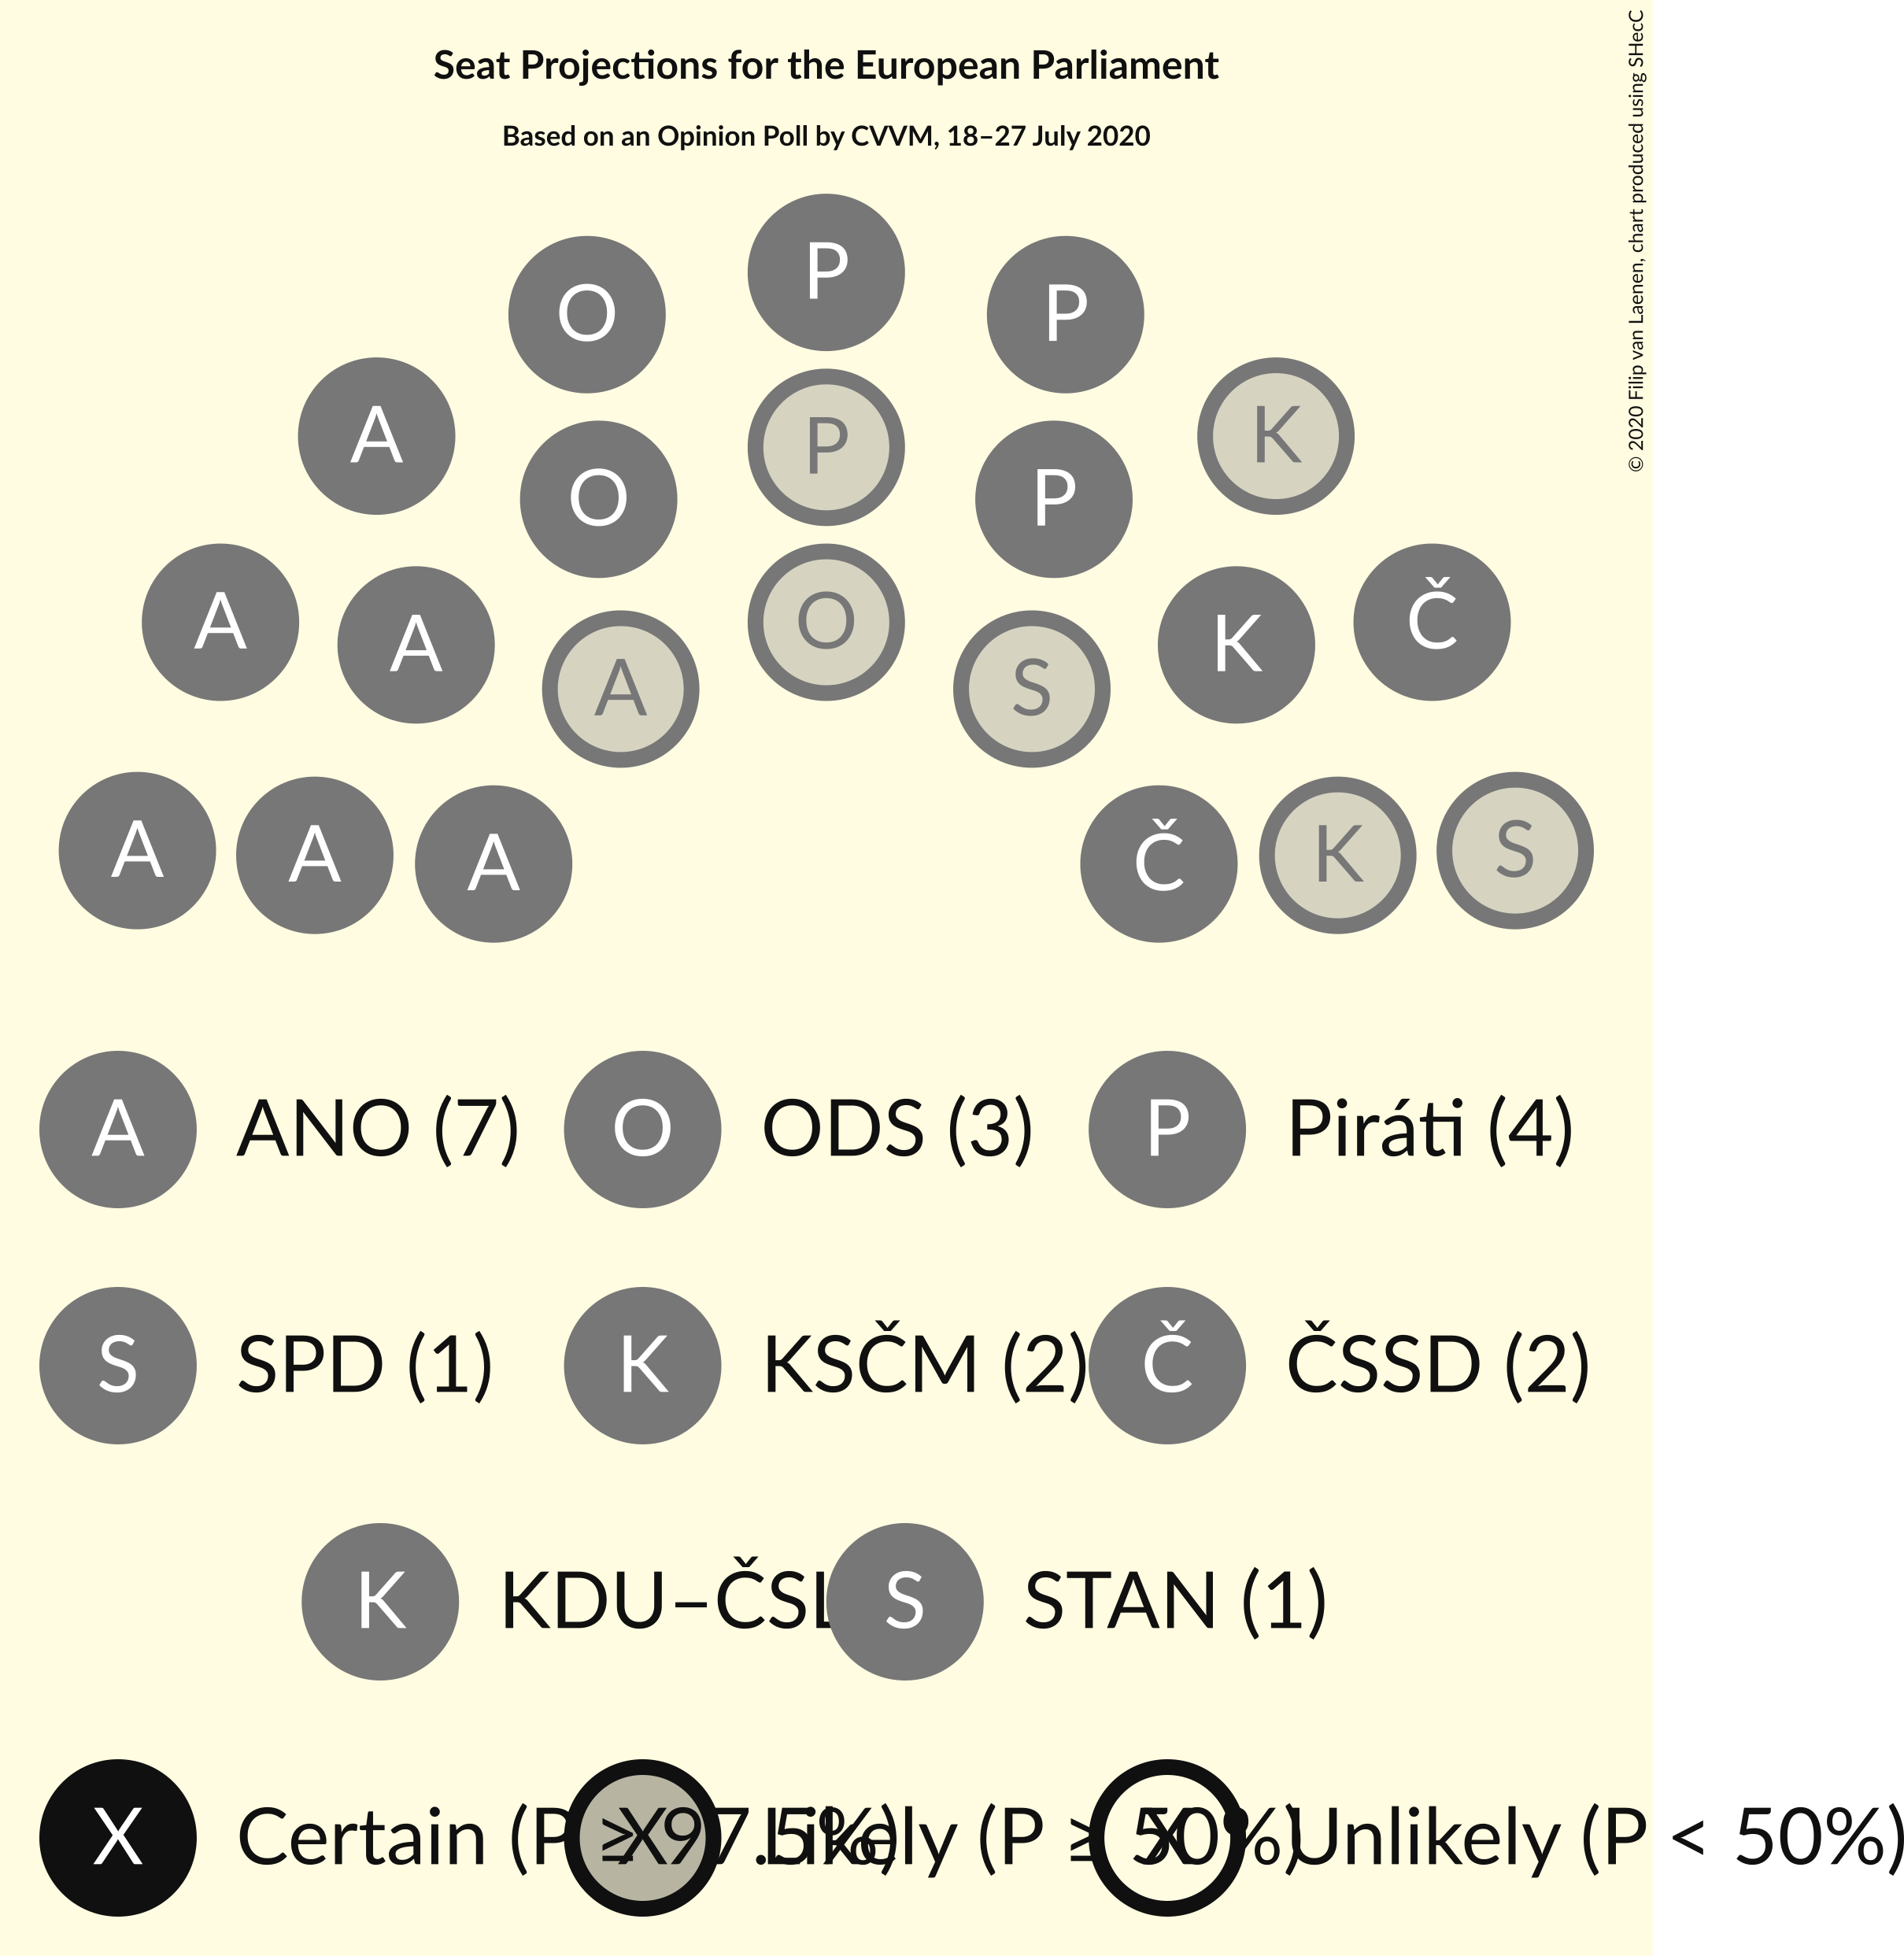 Seat Projections for the European Parliament
Based on an Opinion Poll by CVVM, 18–27 July 2020
© 2020 Filip van Laenen, chart produced using SHecC
P
O P
A P K
O P
A A O K Č
A S
A A A Č K S
A ANO (7) O ODS (3) P Piráti (4)
S SPD (1) K KSČM (2) Č ČSSD (2)
K KDU–ČSL S STAN (1)
X Certain (P ≥ 97.5%) X Likely (P ≥ 50%) X Unlikely (P < 50%)